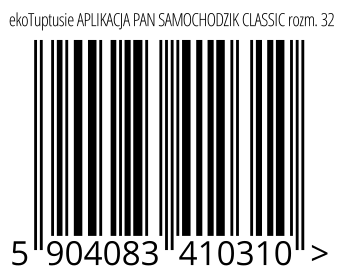 ekoTuptusie APLIKACJA PAN SAMOCHODZIK CLASSIC rozm. 32
5 904083 410310 >